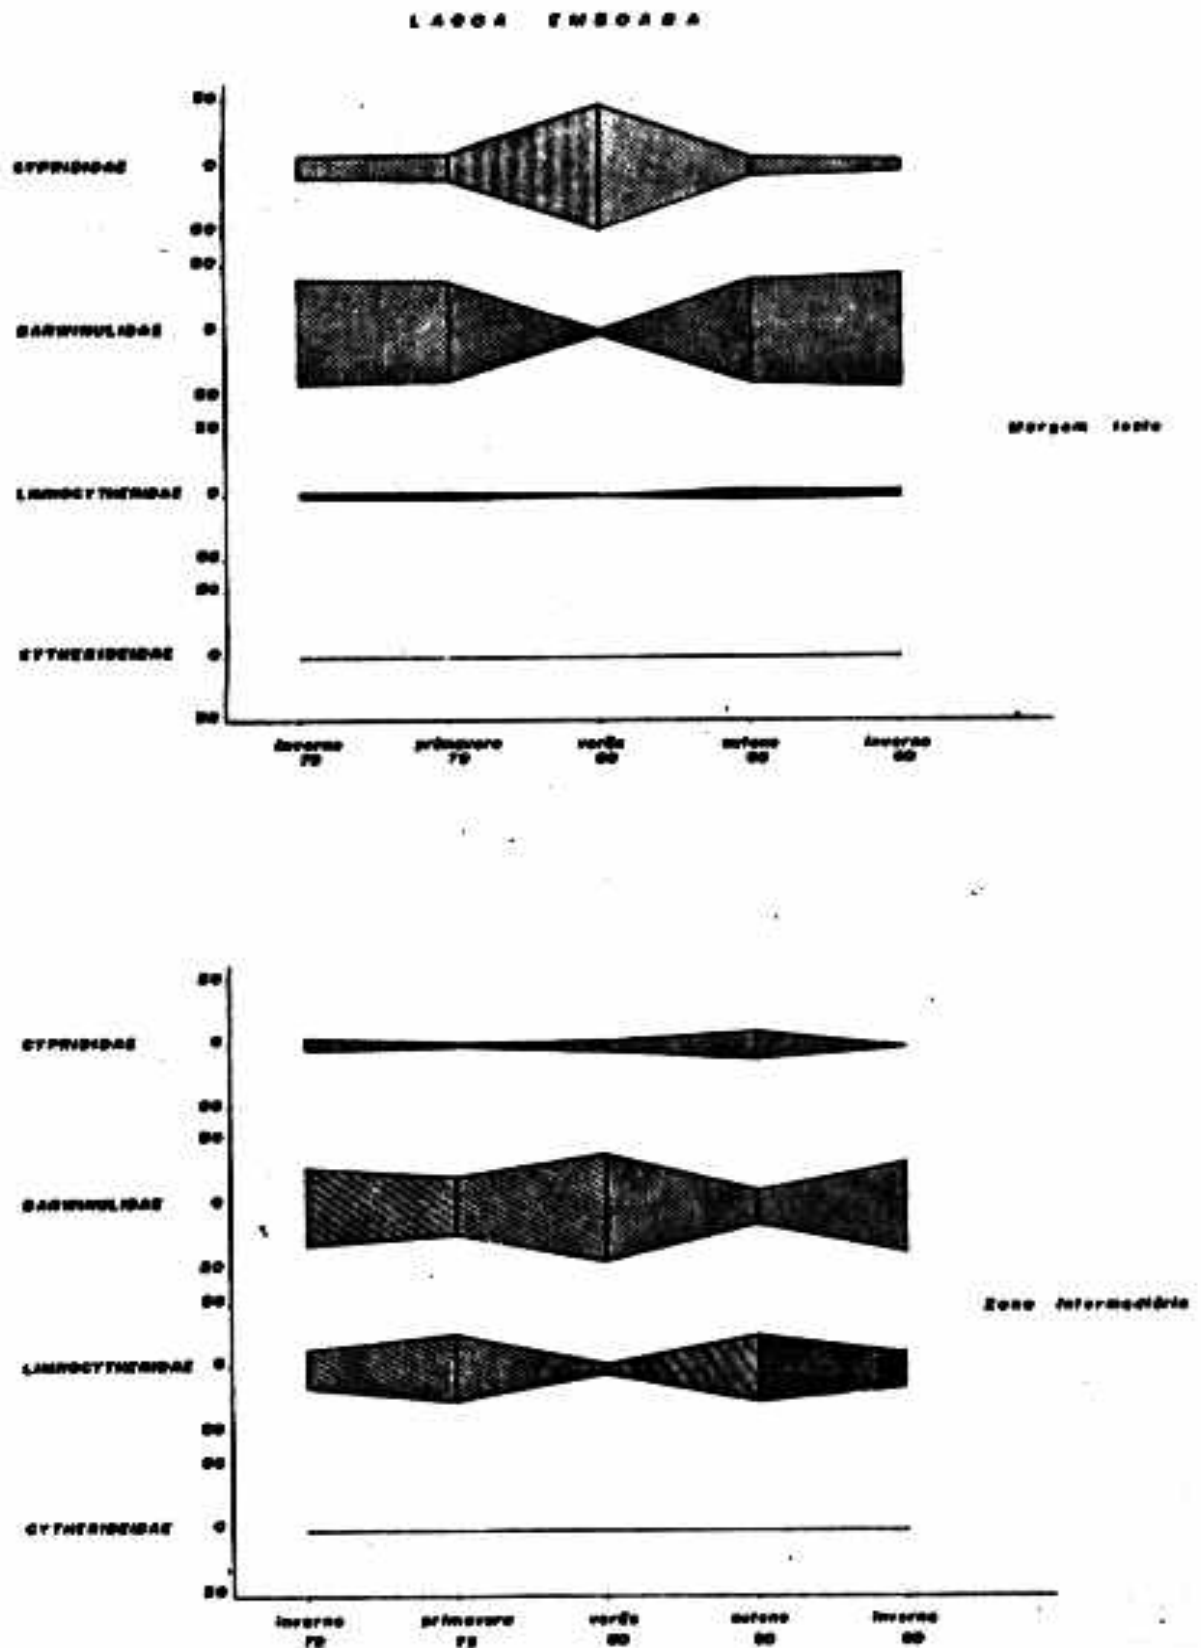 LAGOA EMBOABA
50
CYPRIDIDAE 0
50
50
DARWINULIDAE 0
50
50
Margem leste
LIMNOCYTHERIDAE 0
50
50
CYTHERIDEIDAE 0
50
inverno primavera verão outono inverno
79 79 80 80 80
50
CYPRIDIDAE 0
50
50
DARWINULIDAE 0
50
50
Zona Intermediária
LIMNOCYTHERIDAE 0
50
50
CYTHERIDEIDAE 0
50
inverno primavera verão outono inverno
79 79 80 80 80